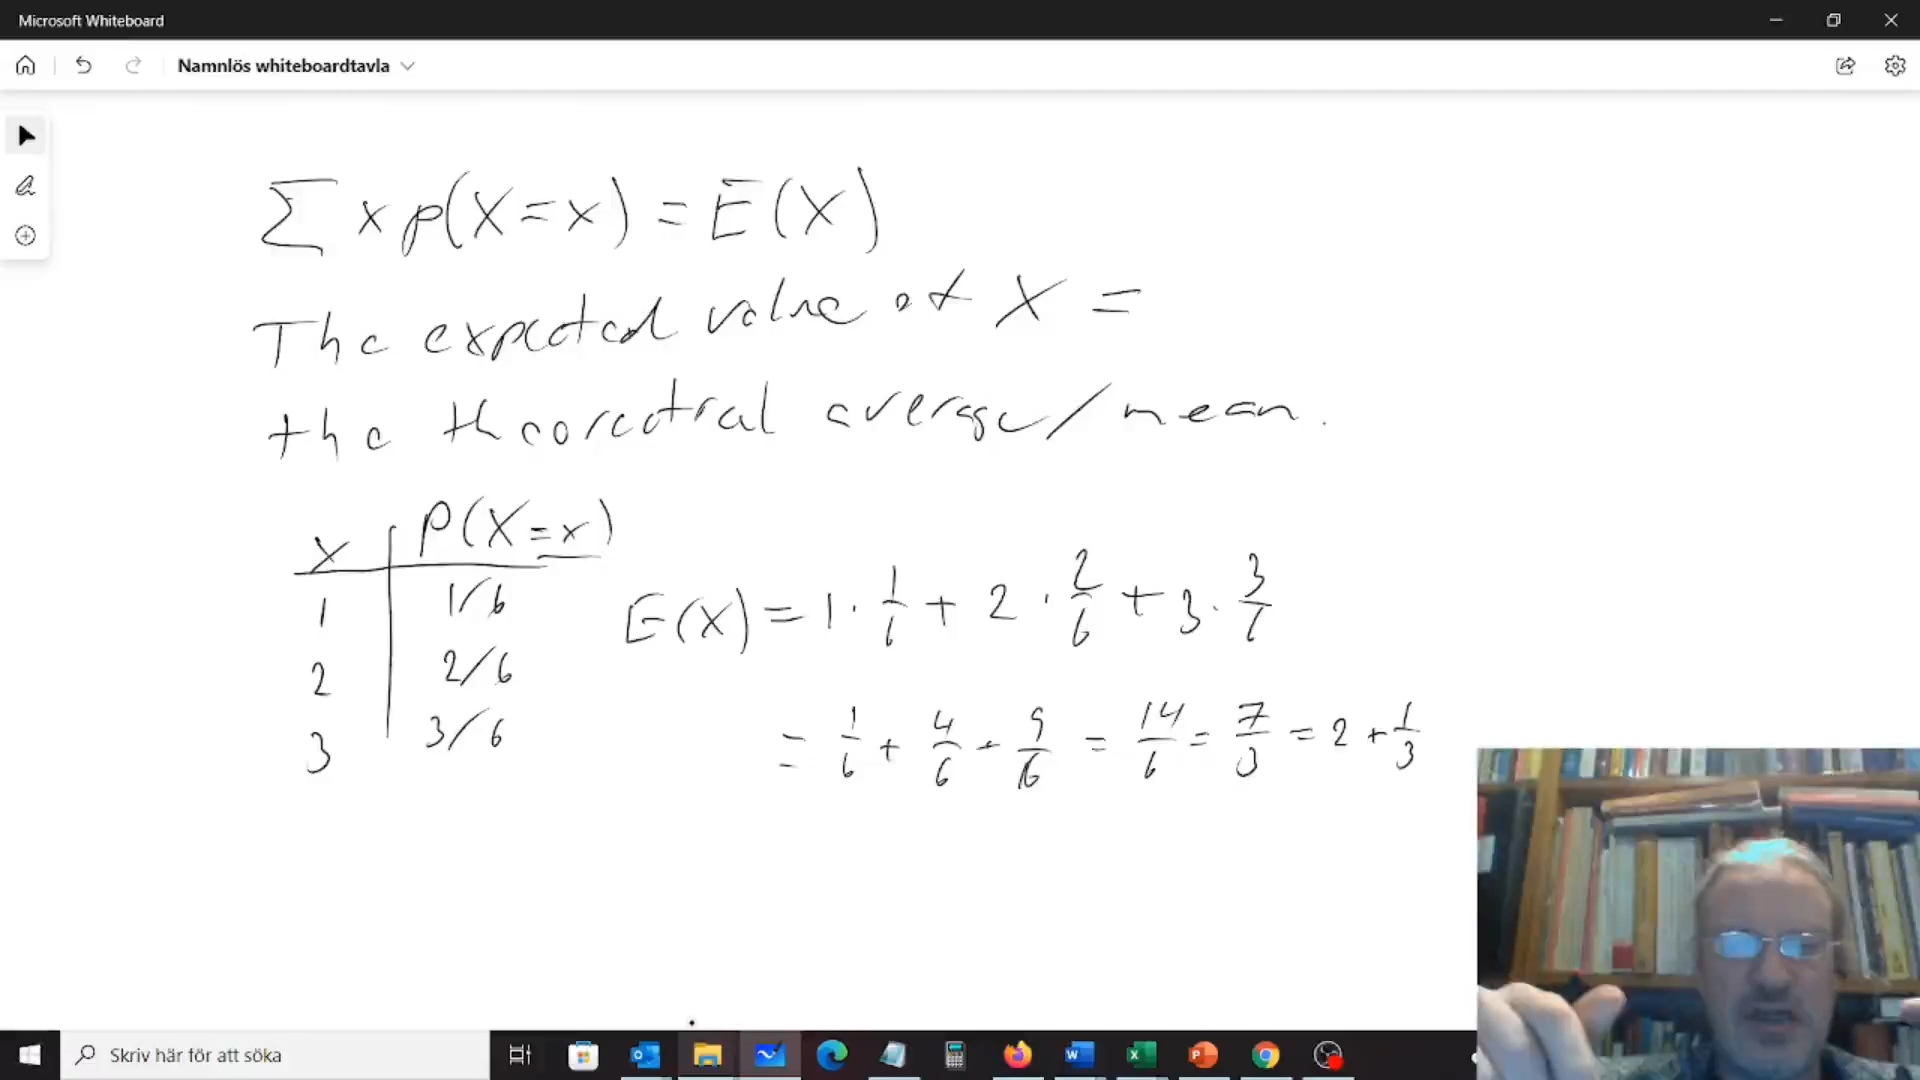 Microsoft Whiteboard
Namnlös whiteboardtavla
∑ x p(X=x) = E(X)
The expected value of X =
the theoretical average/mean.
x | P(X=x)
1 | 1/6
2 | 2/6
3 | 3/6
E(X) = 1 · 1/6 + 2 · 2/6 + 3 · 3/6
= 1/6 + 4/6 + 9/6 = 14/6 = 7/3 = 2 + 1/3
Skriv här för att söka